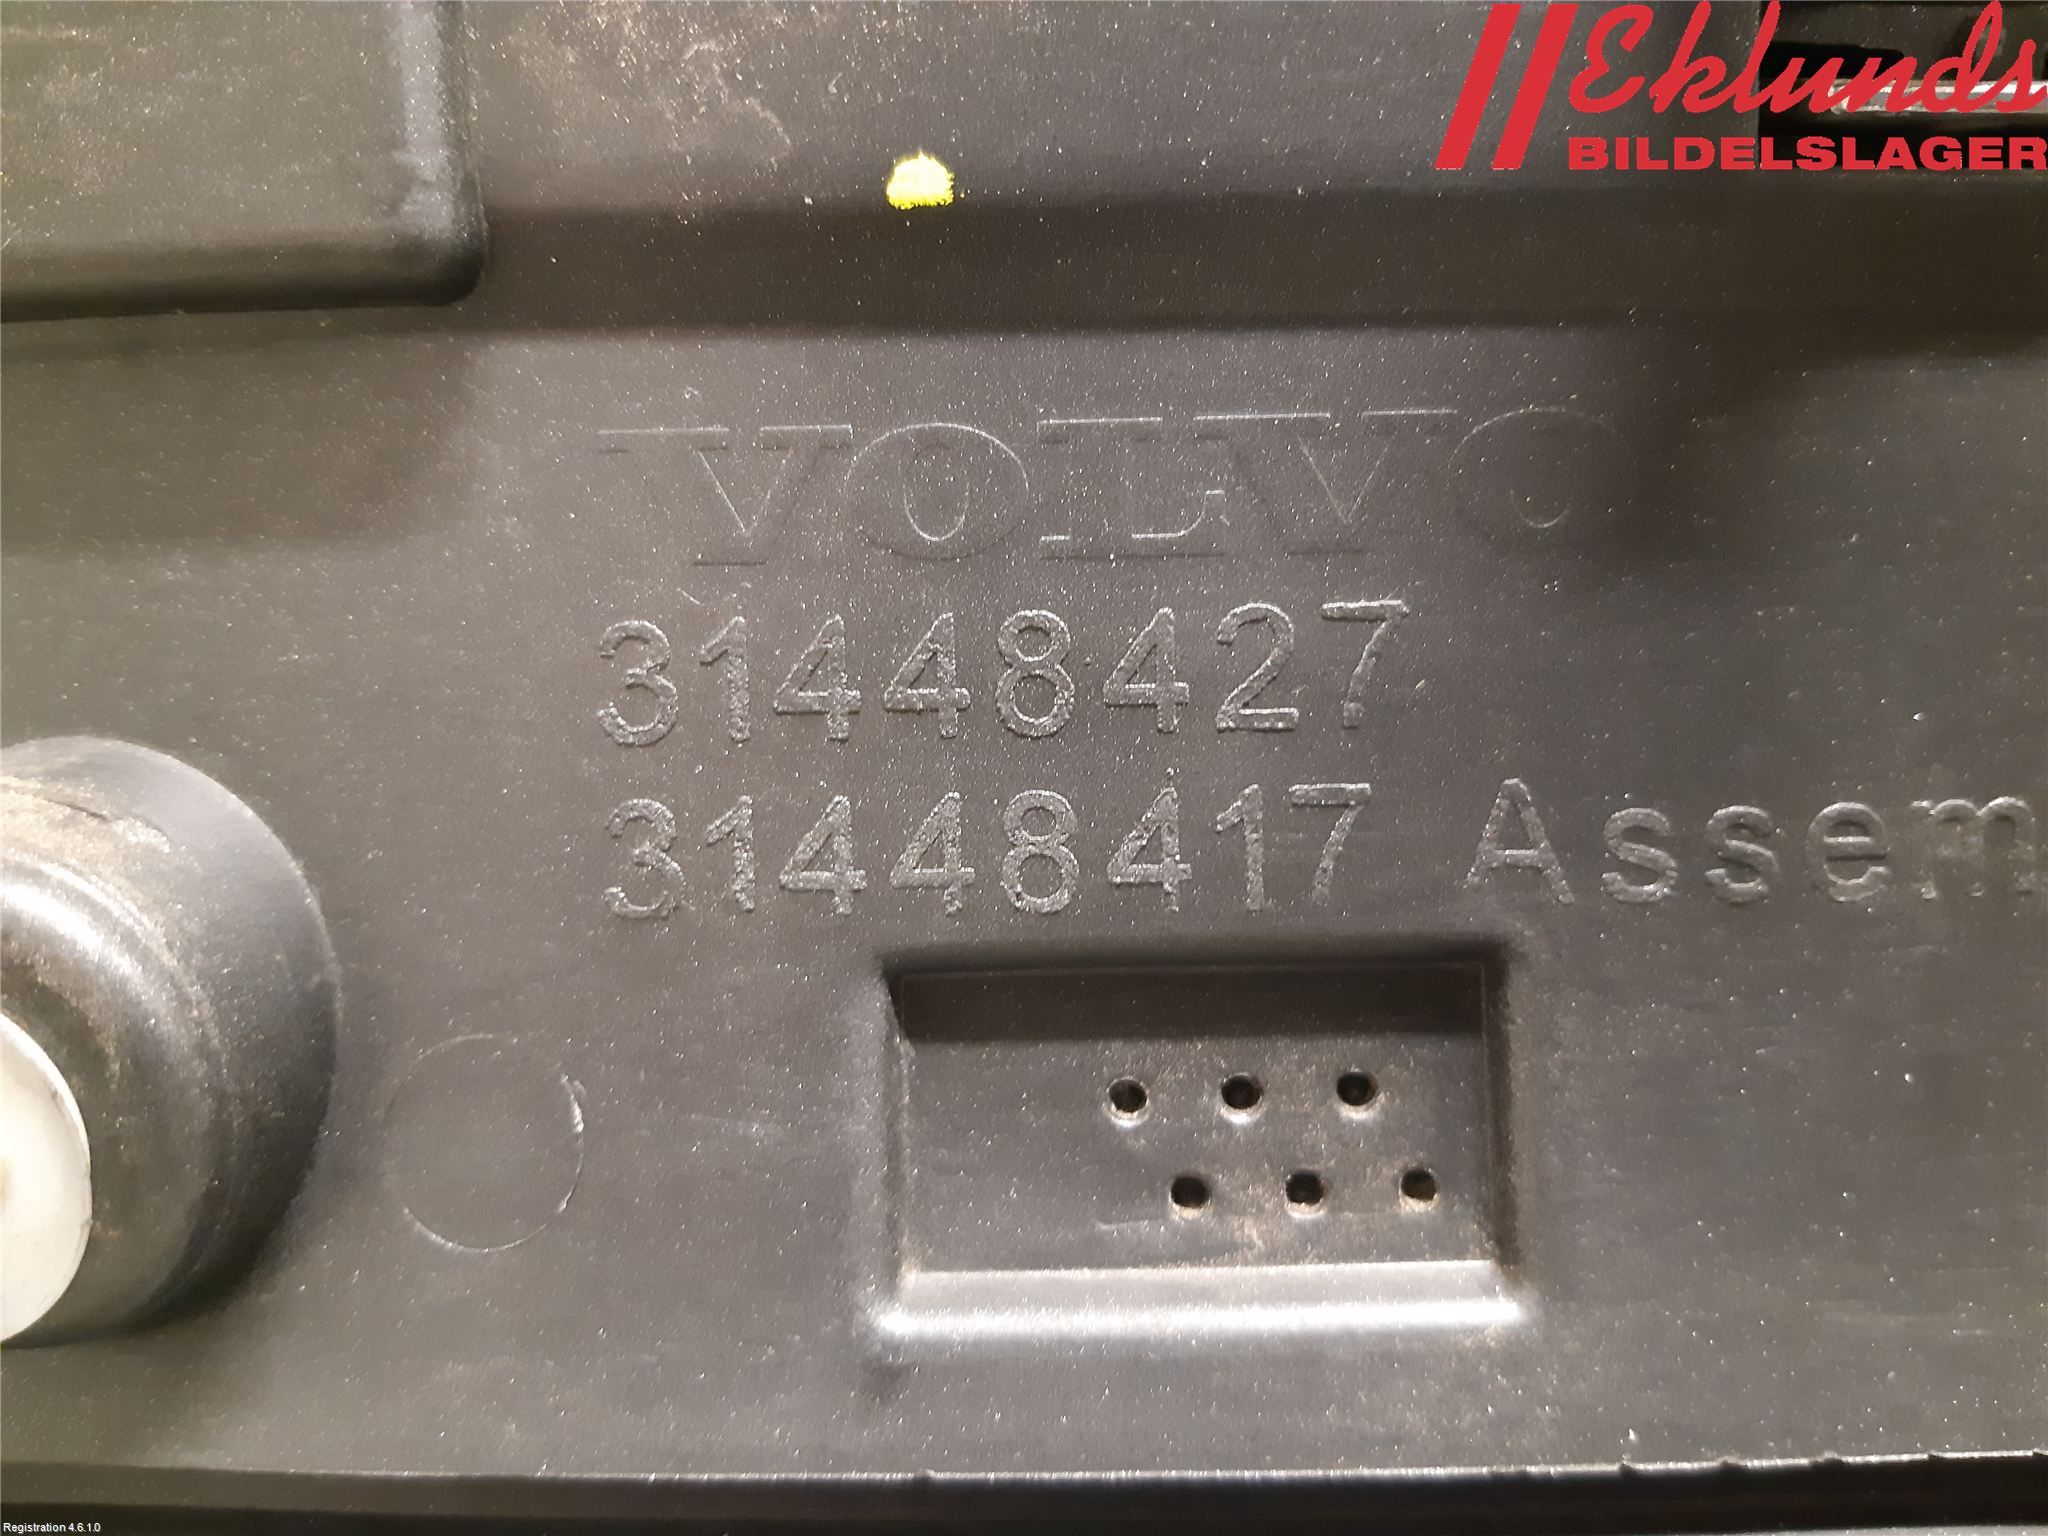 Eklunds
BILDELSLAGER
VOLVO
31448427
31448417 Assem
Registration 4.6.1.0